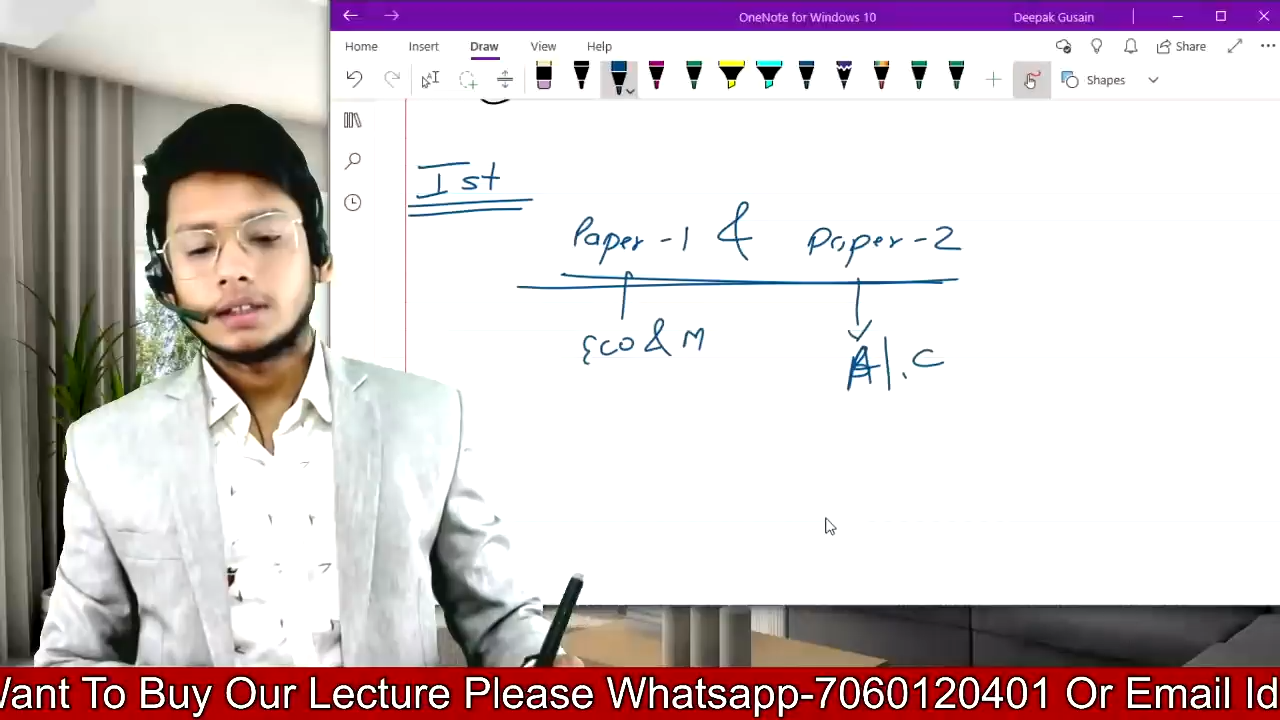 OneNote for Windows 10
Deepak Gusain
Home Insert Draw View Help
Share
Shapes
Ist
Paper-1 & Paper-2
Eco & M
A/.C
Want To Buy Our Lecture Please Whatsapp-7060120401 Or Email Id